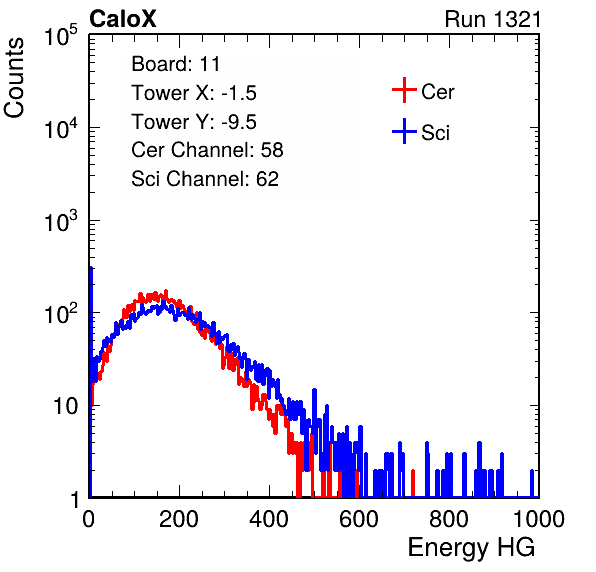 CaloX Run 1321
Counts
Board: 11
Tower X: -1.5
Tower Y: -9.5
Cer Channel: 58
Sci Channel: 62
Cer
Sci
10^5
10^4
10^3
10^2
10
1
0 200 400 600 800 1000
Energy HG